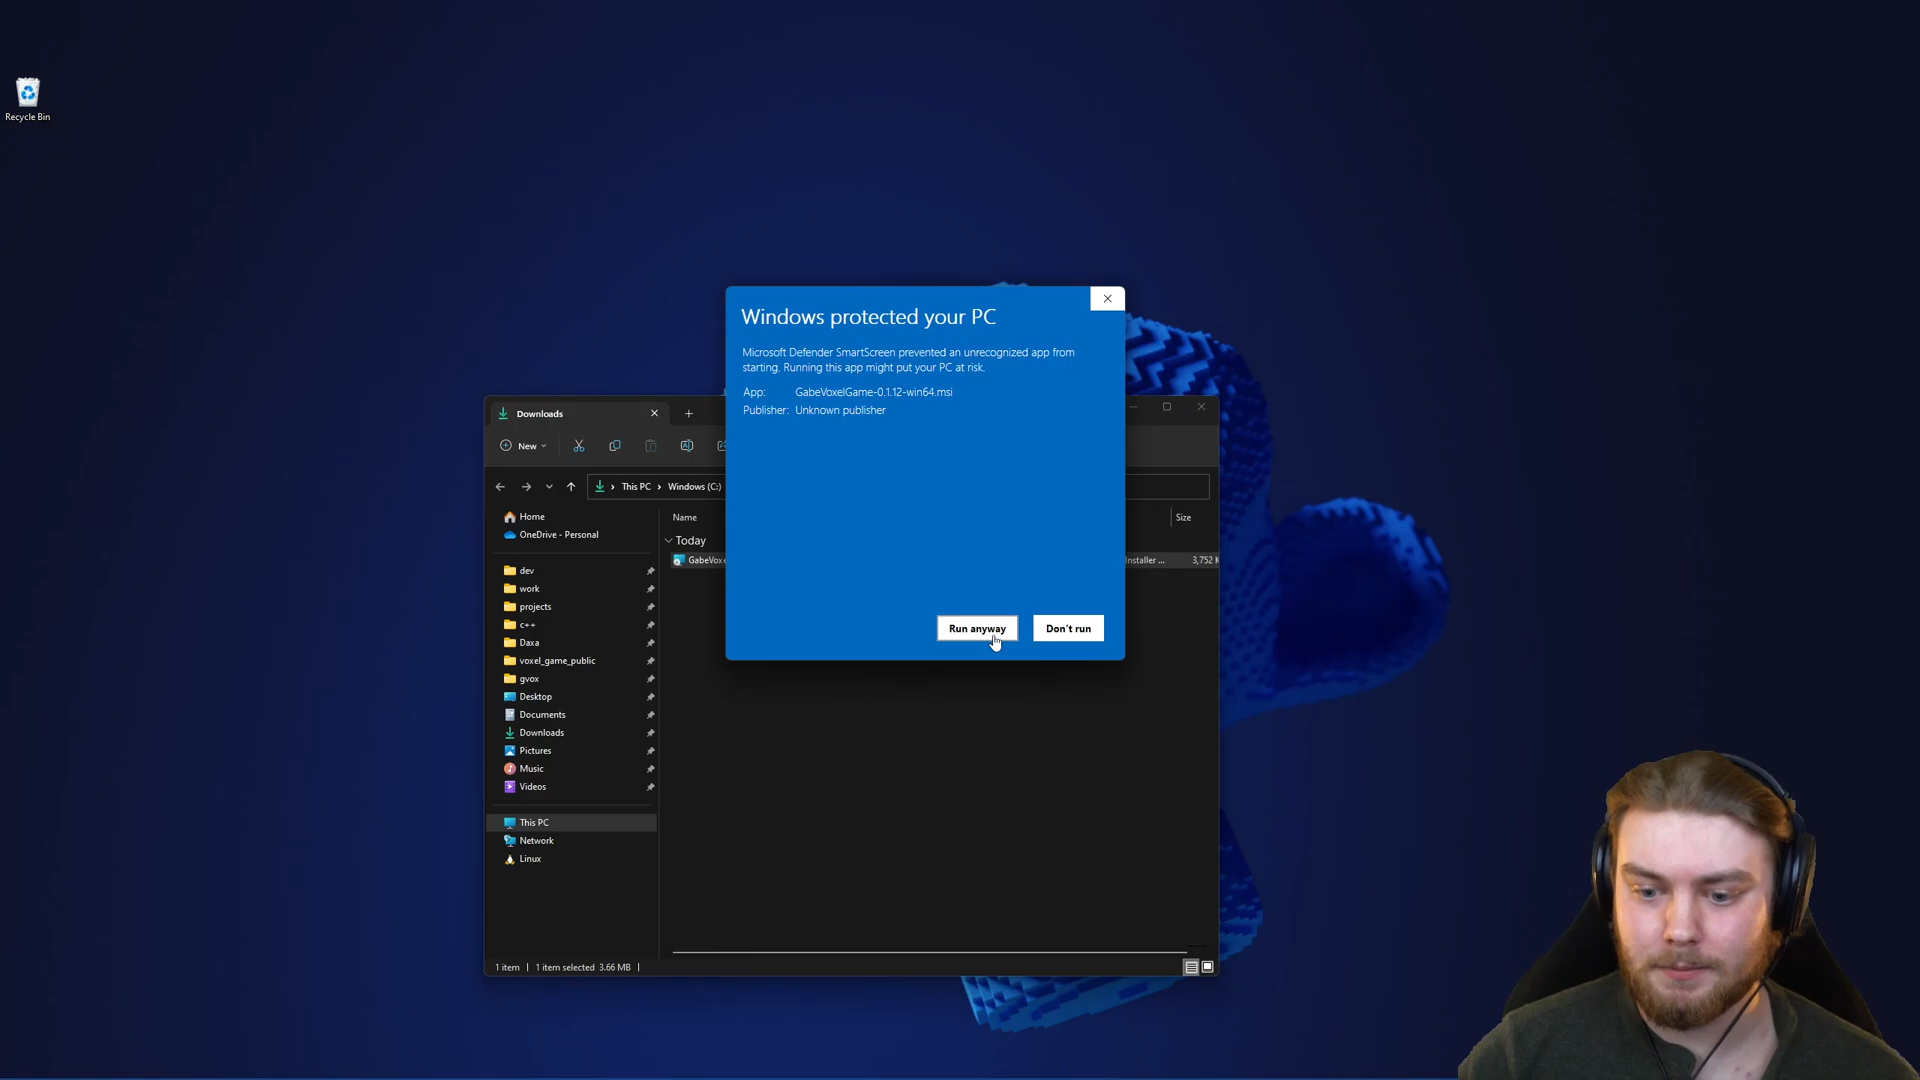 Recycle Bin
Windows protected your PC
Microsoft Defender SmartScreen prevented an unrecognized app from
starting. Running this app might put your PC at risk.
App: GabeVoxelGame-0.1.12-win64.msi
Publisher: Unknown publisher
Run anyway
Don't run
Downloads
New
This PC
Windows (C:)
Home
OneDrive - Personal
dev
work
projects
c++
Daxa
voxel_game_public
gvox
Desktop
Documents
Downloads
Pictures
Music
Videos
This PC
Network
Linux
Name
Size
Today
GabeVoxe
Installer ...
3,752 K
1 item
1 item selected 3.66 MB